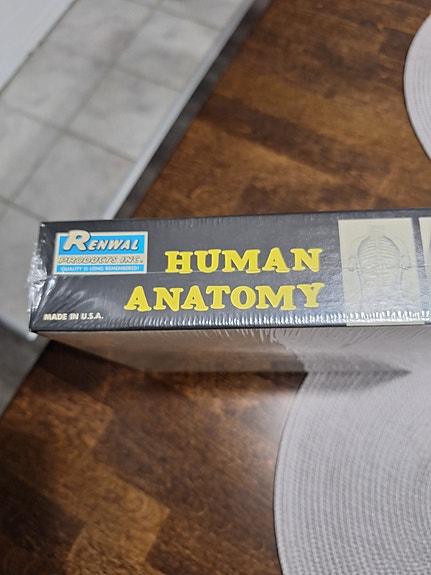 RENWAL
PRODUCTS INC.
"QUALITY IS LONG REMEMBERED!"
HUMAN
ANATOMY
MADE IN U.S.A.